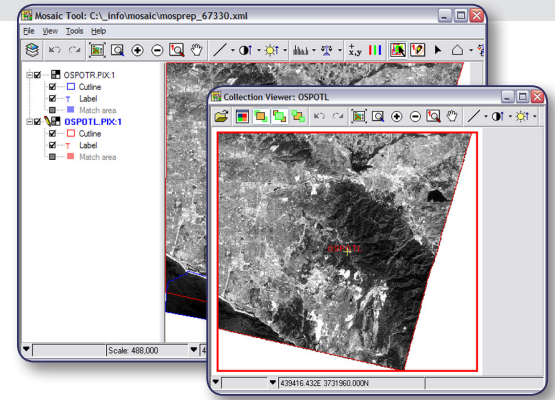 Mosaic Tool: C:\_info\mosaic\mosprep_67330.xml
File View Tools Help
OSPOTR.PIX:1
Cutline
Label
Match area
OSPOTL.PIX:1
Cutline
Label
Match area
Scale: 488,000
4
Collection Viewer: OSPOTL
439416.432E 3731960.000N